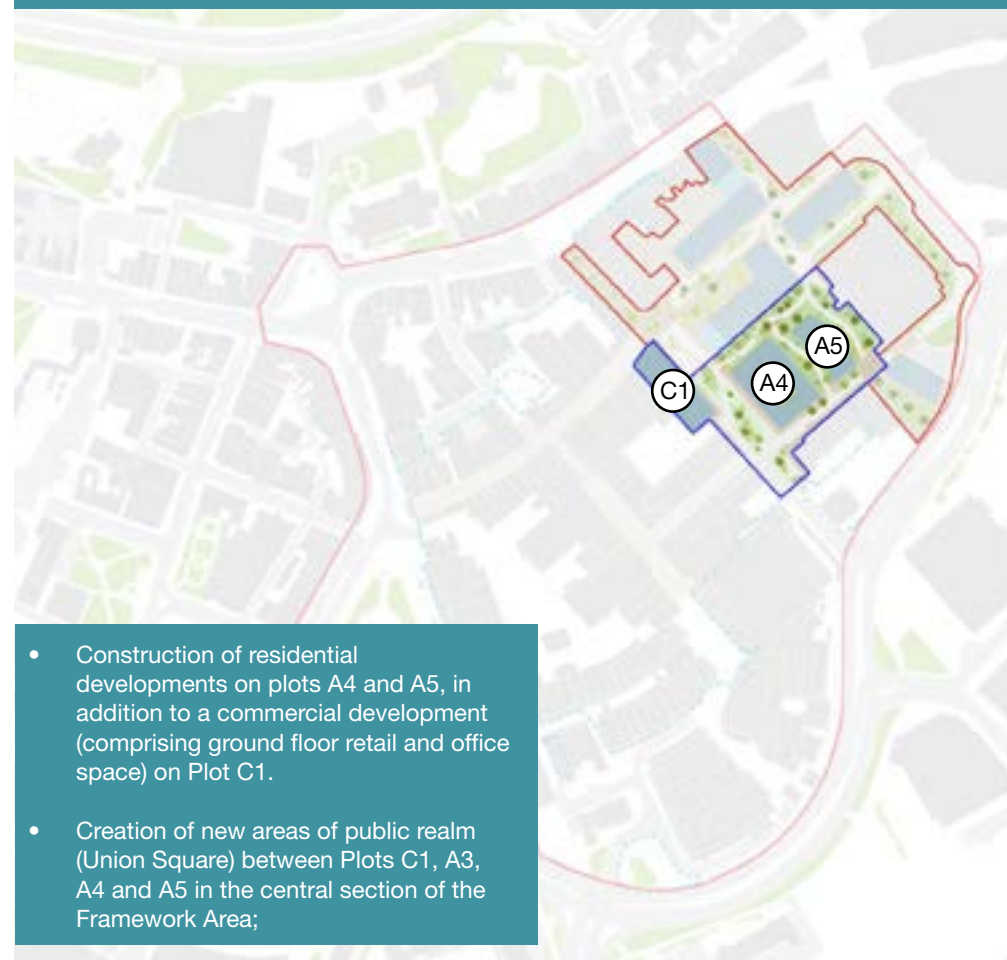 A5
A4
C1
• Construction of residential
developments on plots A4 and A5, in
addition to a commercial development
(comprising ground floor retail and office
space) on Plot C1.
• Creation of new areas of public realm
(Union Square) between Plots C1, A3,
A4 and A5 in the central section of the
Framework Area;